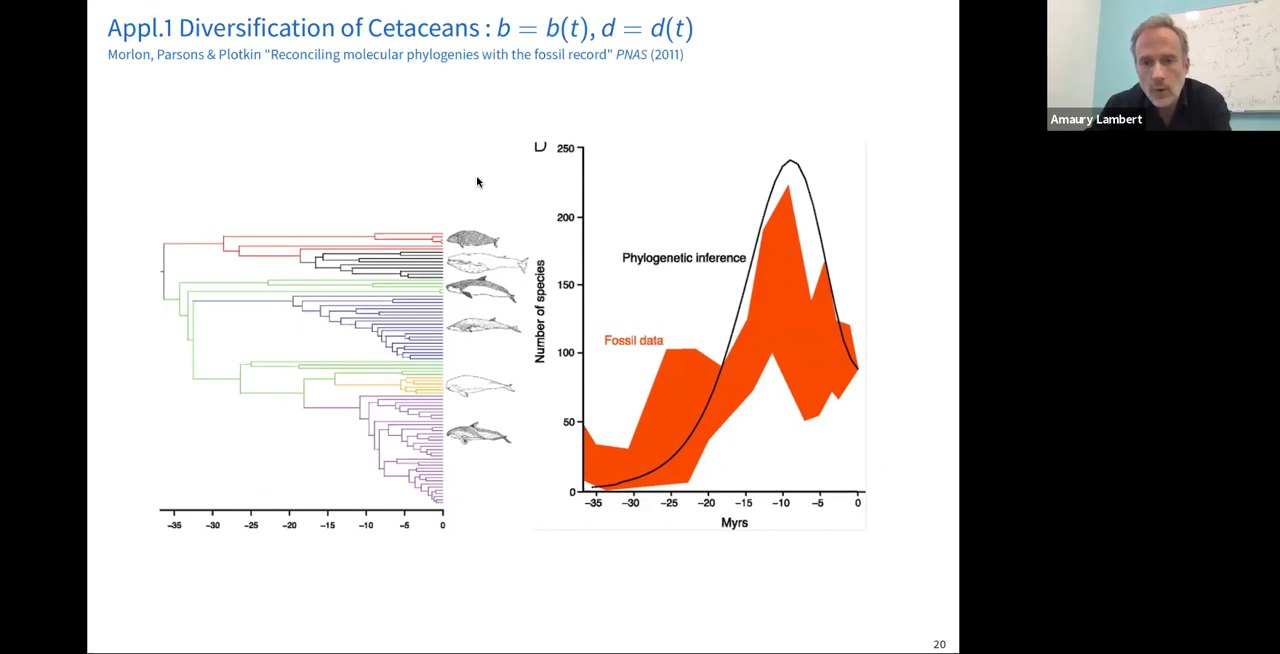 Appl.1 Diversification of Cetaceans : b = b(t), d = d(t)
Morlon, Parsons & Plotkin "Reconciling molecular phylogenies with the fossil record" PNAS (2011)
Amaury Lambert
−35 −30 −25 −20 −15 −10 −5 0
D
Number of species
250
200
150
100
50
0
Phylogenetic inference
Fossil data
−35 −30 −25 −20 −15 −10 −5 0
Myrs
20